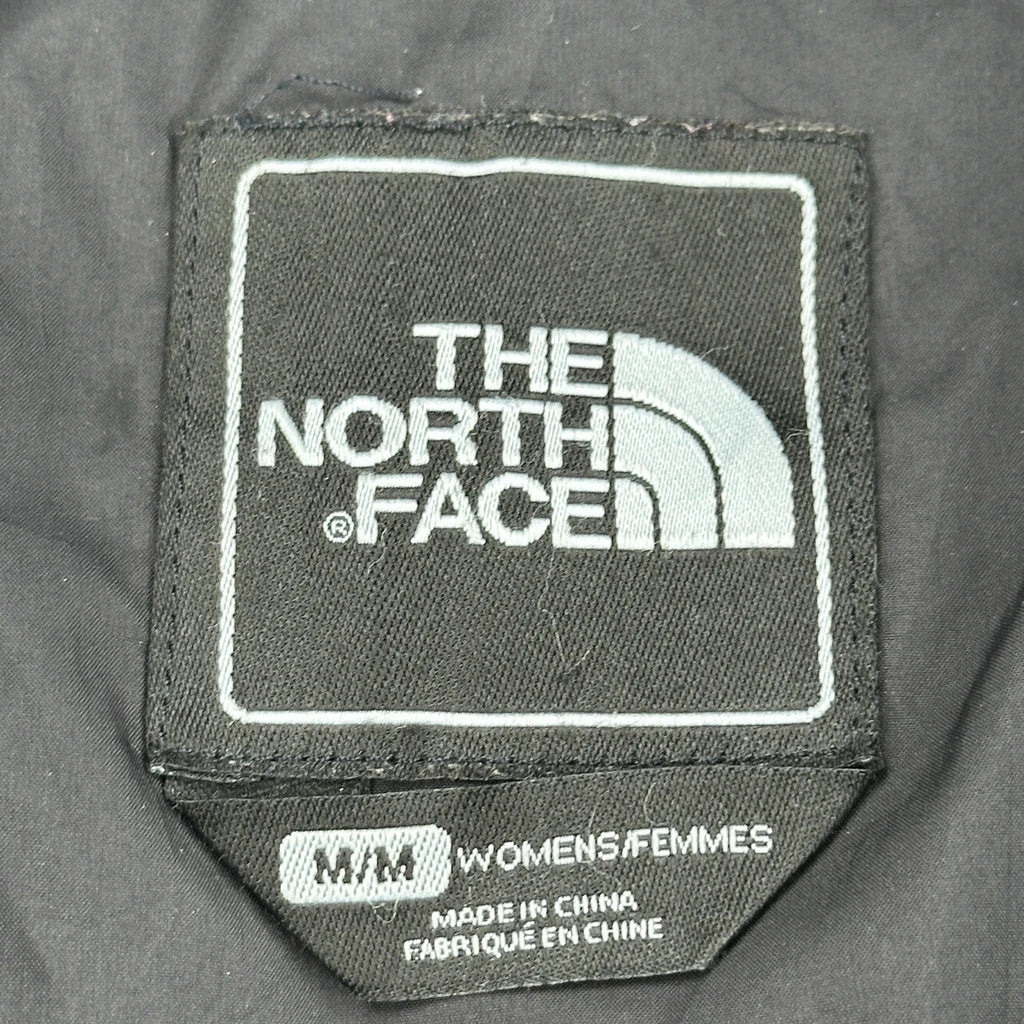 THE
NORTH
®FACE
M/M WOMENS/FEMMES
MADE IN CHINA
FABRIQUÉ EN CHINE